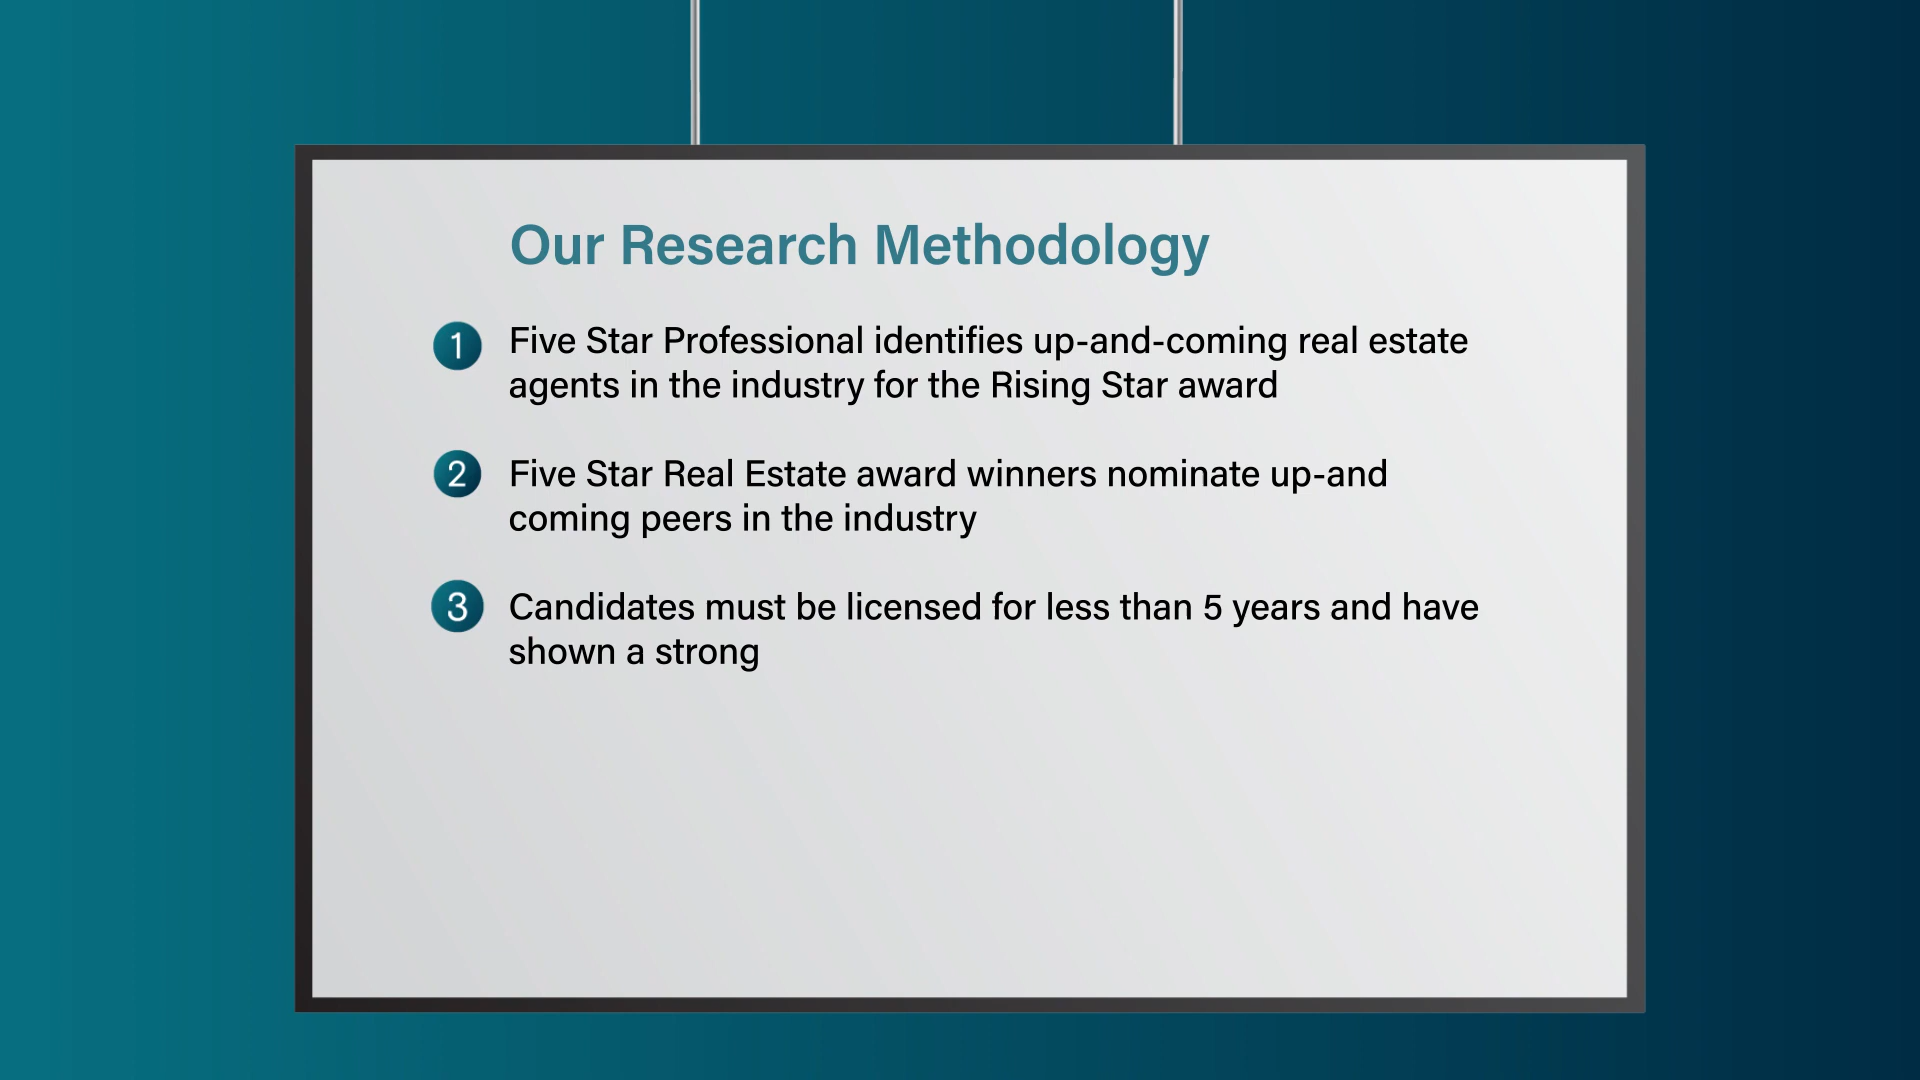 Our Research Methodology
1 Five Star Professional identifies up-and-coming real estate
agents in the industry for the Rising Star award
2 Five Star Real Estate award winners nominate up-and
coming peers in the industry
3 Candidates must be licensed for less than 5 years and have
shown a strong